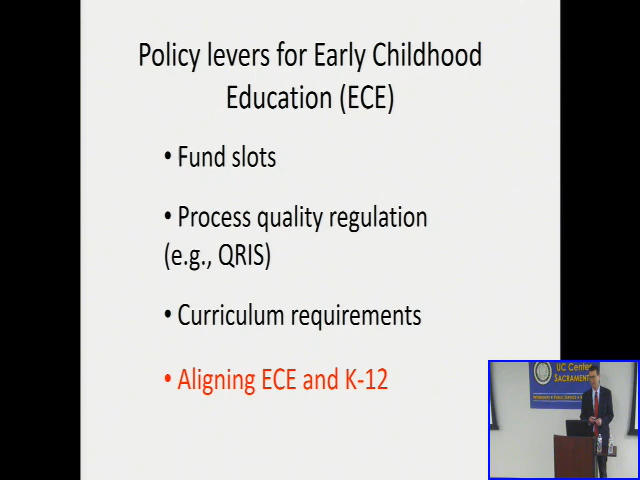 Policy levers for Early Childhood
Education (ECE)
• Fund slots
• Process quality regulation
(e.g., QRIS)
• Curriculum requirements
• Aligning ECE and K-12
UC Center
SACRAMENTO